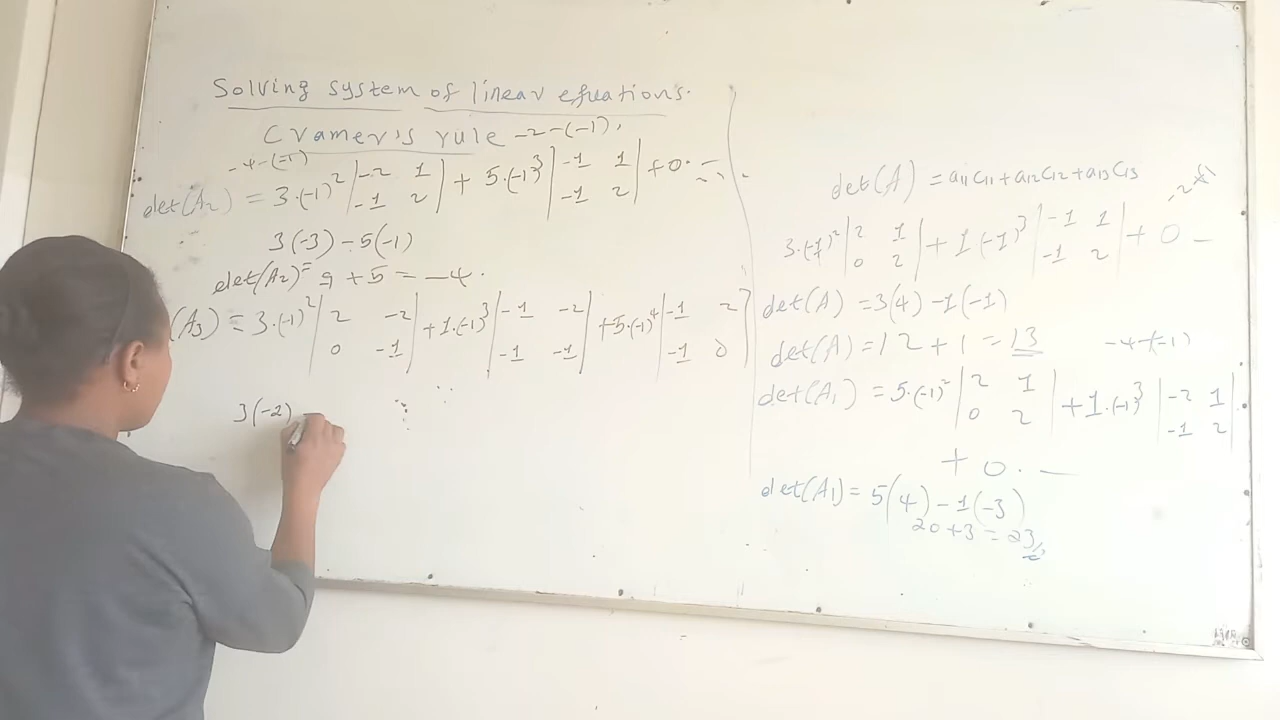 Solving system of linear equations.
Cramer's rule -2-(-1),
-4-(-1)
det(A2) = 3·(-1)^2 |-2 1; -1 2| + 5·(-1)^3 |-1 1; -1 2| + 0·-
3(-3) - 5(-1)
det(A2) = 9 + 5 = -4.
(A3) = 3·(-1)^2 |2 -2; 0 -1| + 1·(-1)^3 |-1 -2; -1 -1| + 5·(-1)^4 |-1 2; -1 0|
3(-2) -
det(A) = a11c11 + a12c12 + a13c13
3·(-1)^2 |2 1; 0 2| + 1(-1)^3 |-1 1; -1 2| + 0 -
det(A) = 3(4) - 1(-1)
det(A) = 12 + 1 = 13
-4-(-1)
det(A1) = 5·(-1)^2 |2 1; 0 2| + 1·(-1)^3 |-2 1; -1 2|
+ 0· -
det(A1) = 5(4) - 1(-3)
20 + 3 = 23